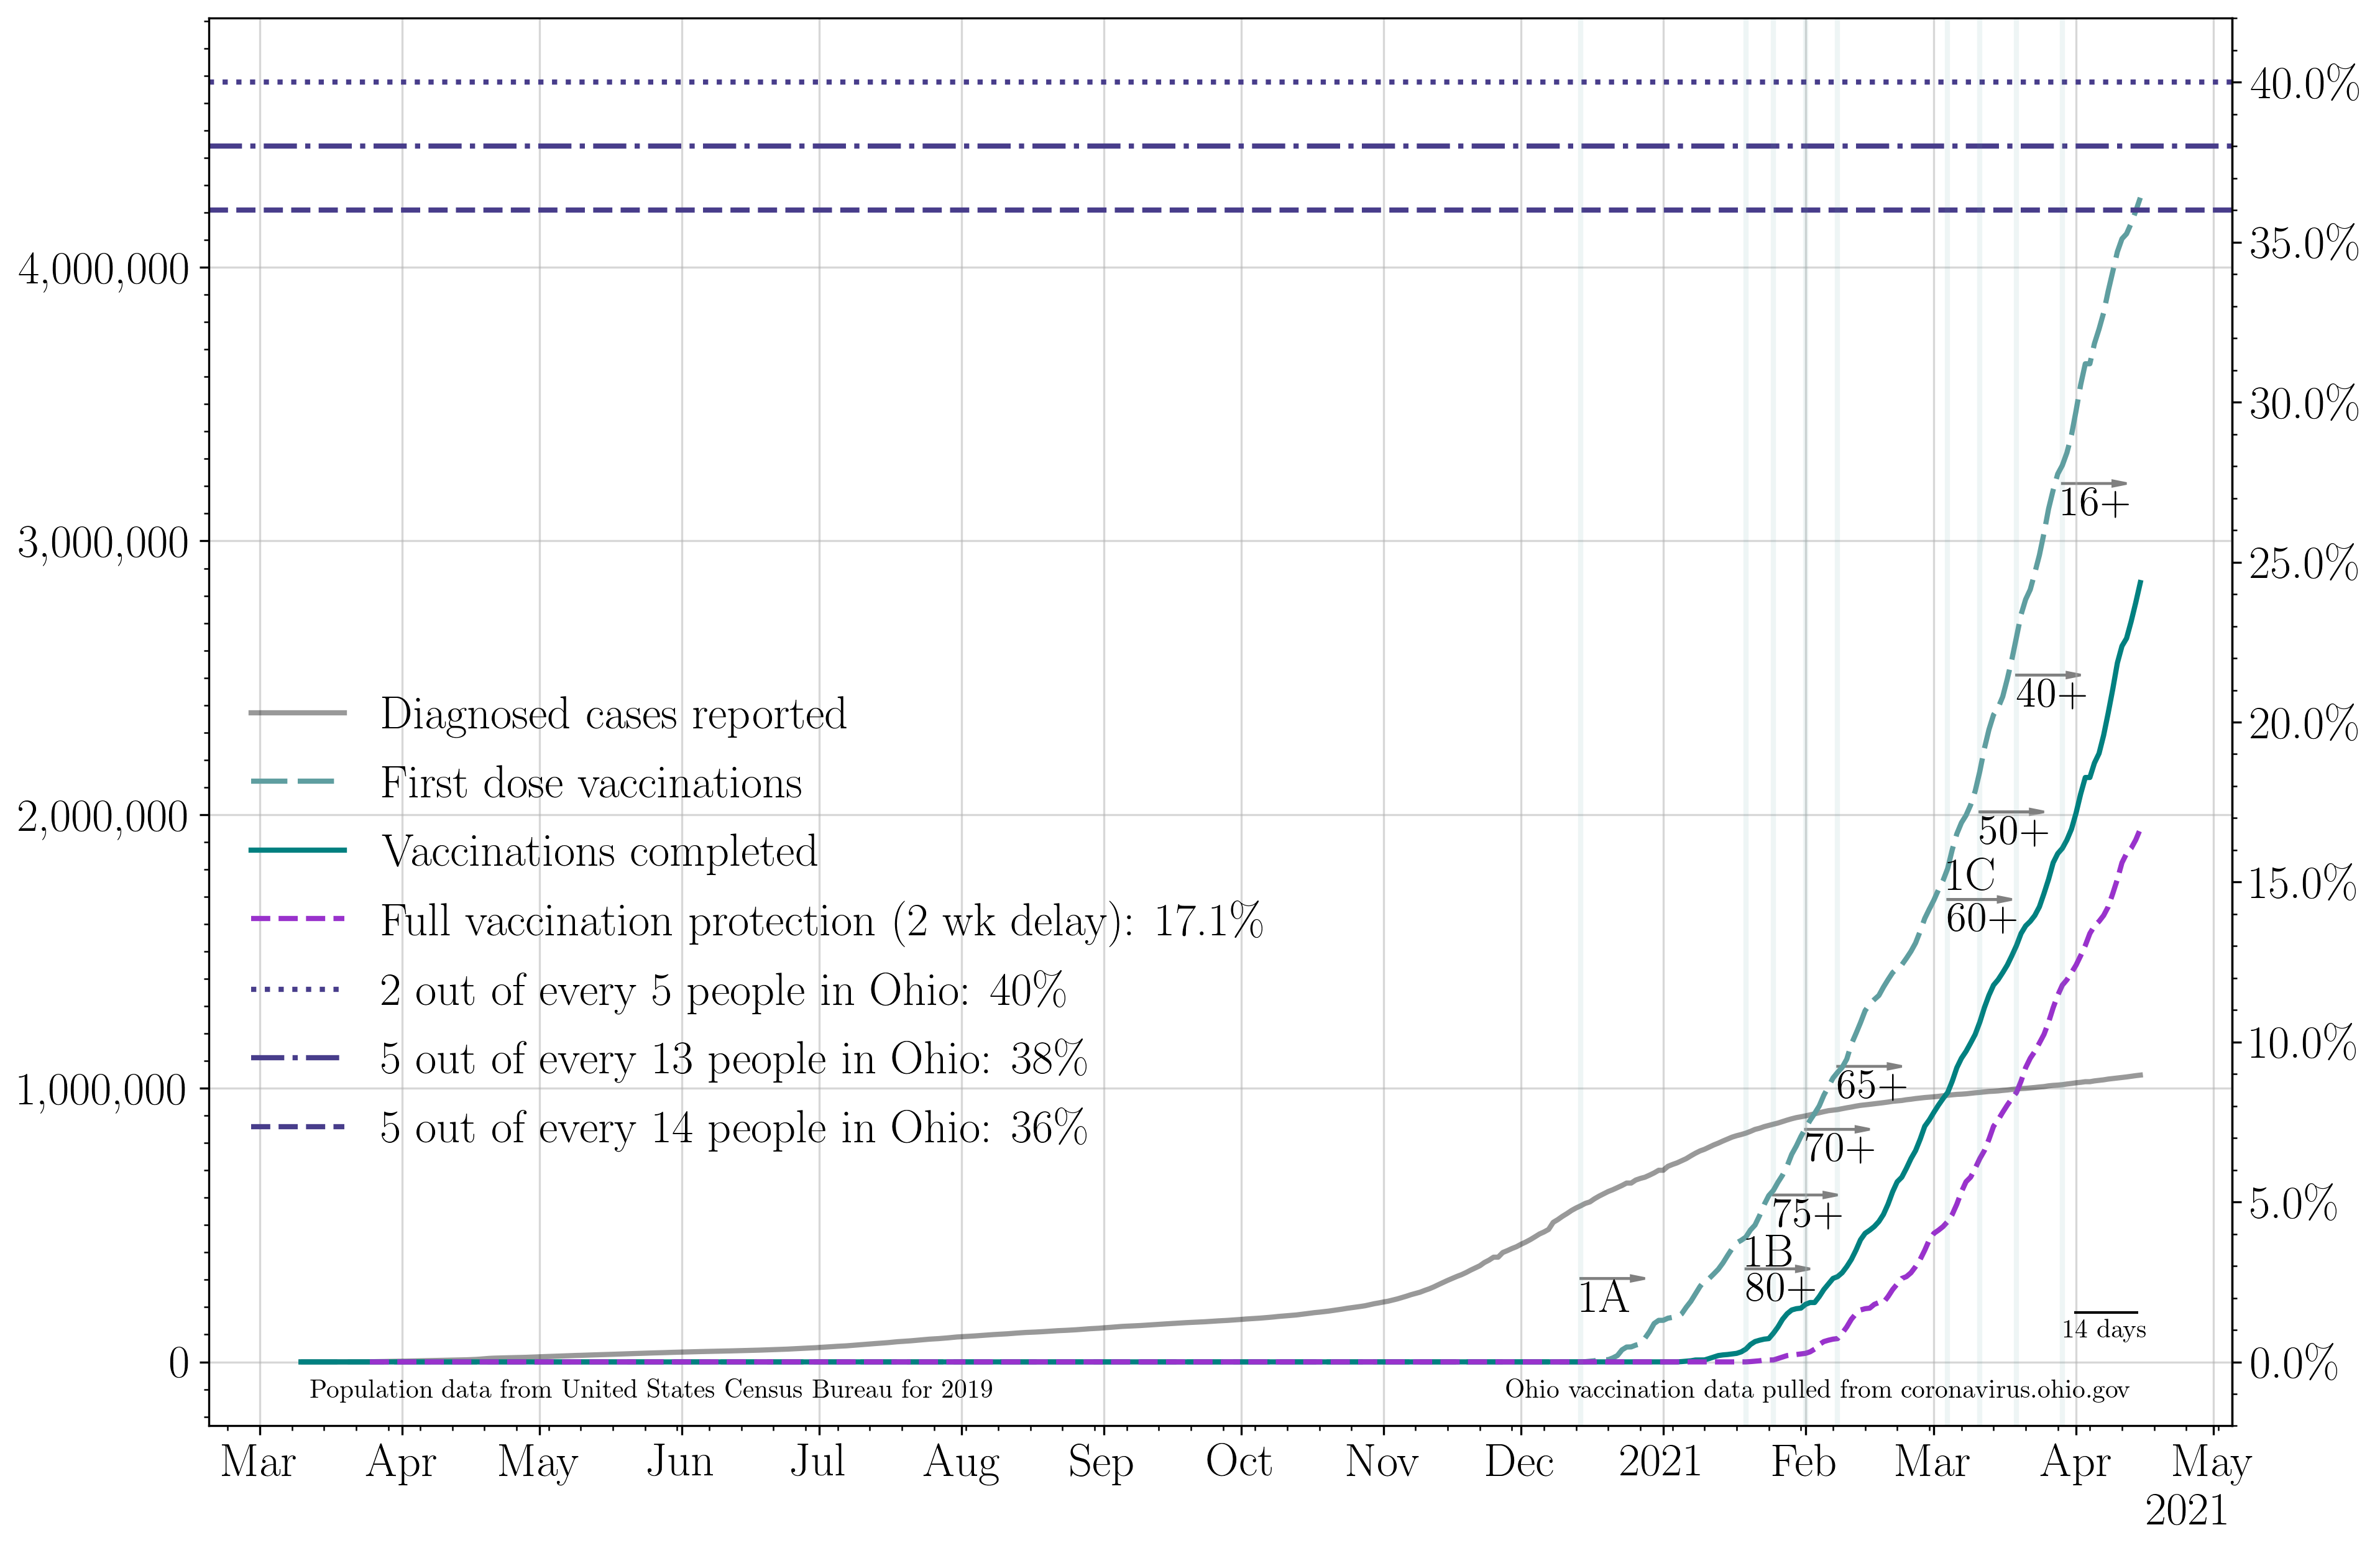 40.0%
4,000,000
35.0%
30.0%
3,000,000
16+
25.0%
40+
20.0%
Diagnosed cases reported
First dose vaccinations
2,000,000
50+
Vaccinations completed
1C
15.0%
60+
Full vaccination protection (2 wk delay): 17.1%
2 out of every 5 people in Ohio: 40%
5 out of every 13 people in Ohio: 38%
10.0%
1,000,000
65+
5 out of every 14 people in Ohio: 36%
70+
5.0%
75+
1B
80+
1A
14 days
0
0.0%
Population data from United States Census Bureau for 2019
Ohio vaccination data pulled from coronavirus.ohio.gov
Mar Apr May Jun Jul Aug Sep Oct Nov Dec 2021 Feb Mar Apr May
2021